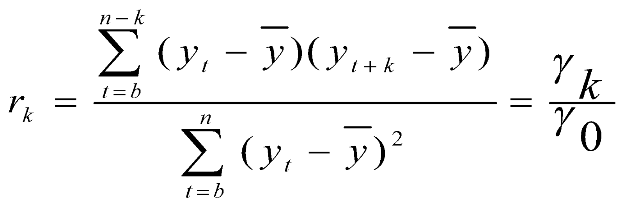 r_k = \frac{\sum_{t=b}^{n-k} (y_t - \overline{y})(y_{t+k} - \overline{y})}{\sum_{t=b}^{n} (y_t - \overline{y})^2} = \frac{\gamma_k}{\gamma_0}